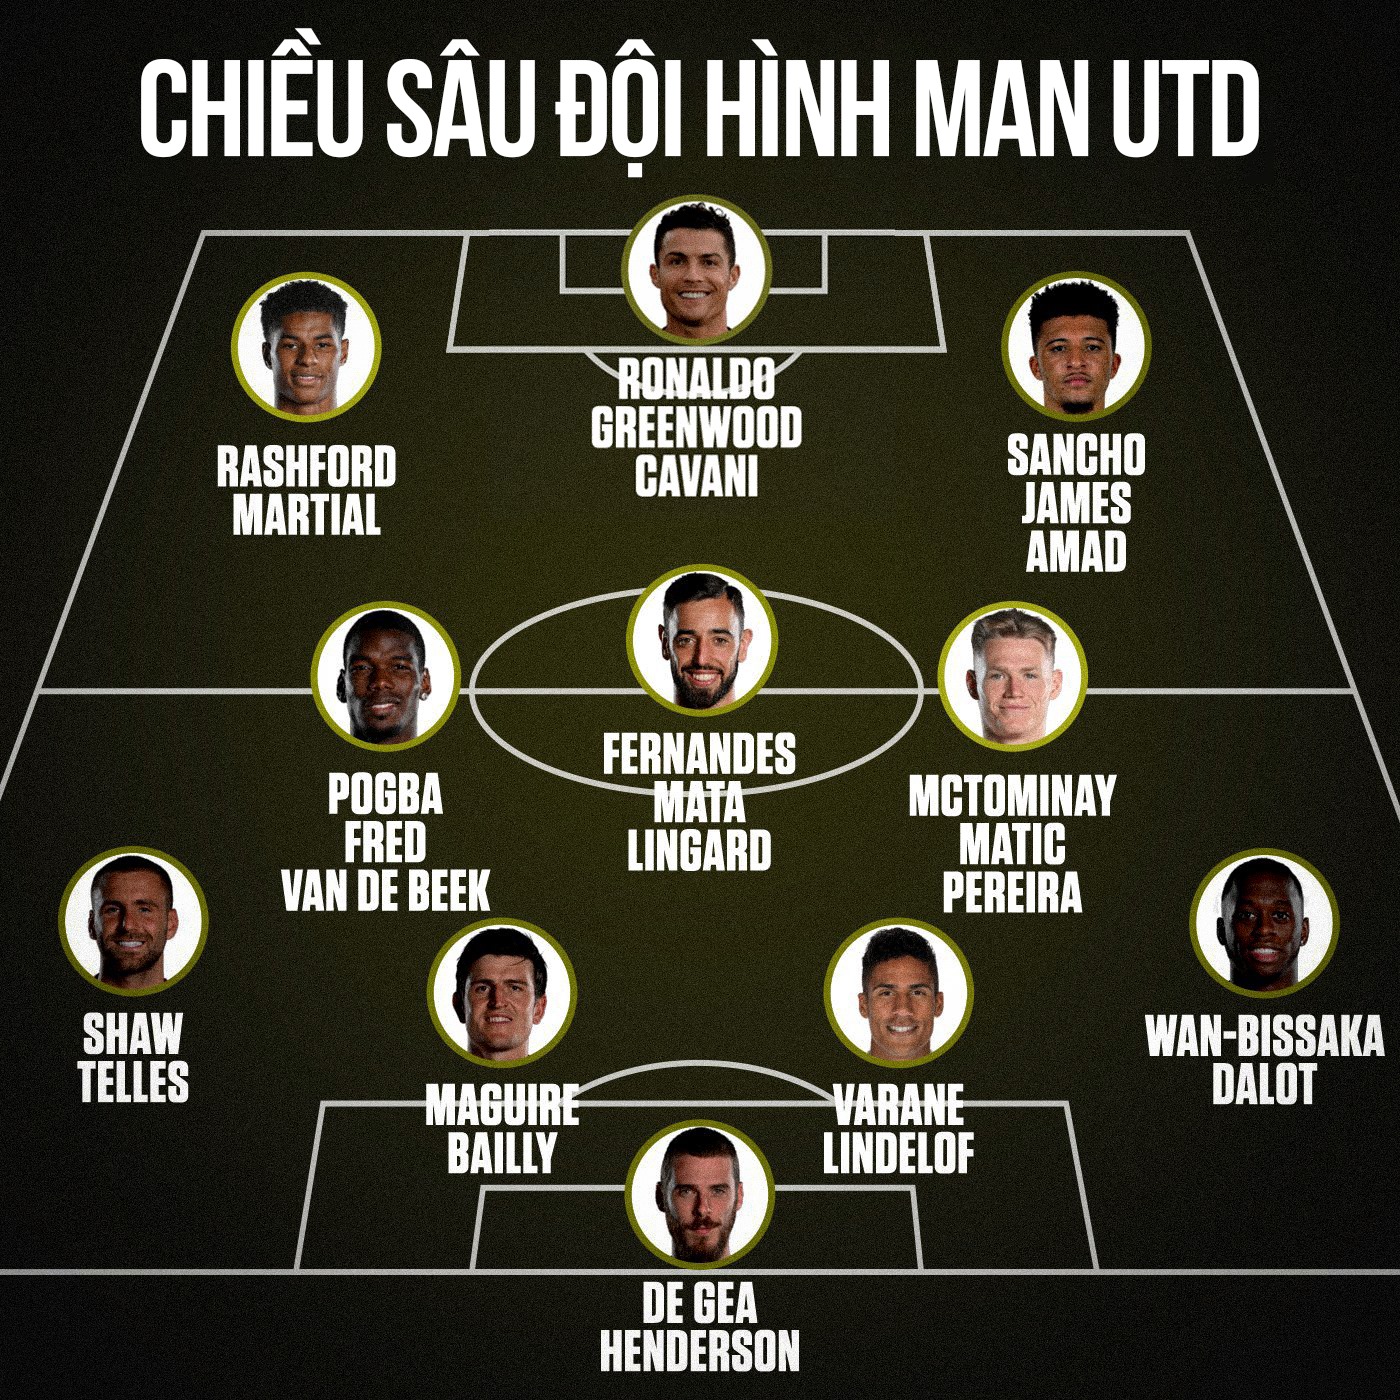 CHIỀU SÂU ĐỘI HÌNH MAN UTD
RONALDO
GREENWOOD
CAVANI
RASHFORD
MARTIAL
SANCHO
JAMES
AMAD
FERNANDES
MATA
LINGARD
POGBA
FRED
VAN DE BEEK
MCTOMINAY
MATIC
PEREIRA
SHAW
TELLES
MAGUIRE
BAILLY
VARANE
LINDELOF
WAN-BISSAKA
DALOT
DE GEA
HENDERSON